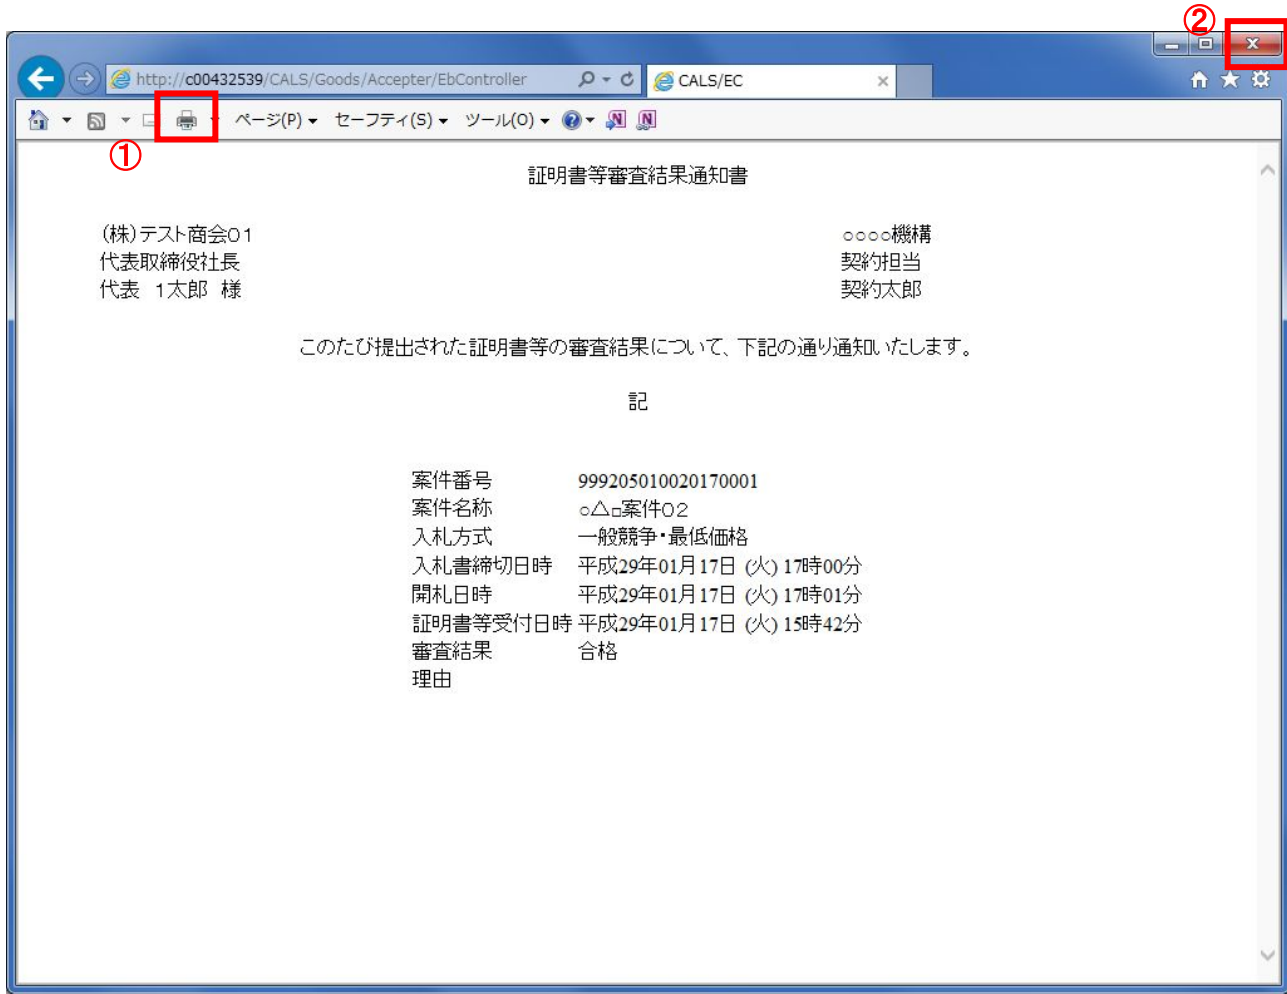 ②
http://c00432539/CALS/Goods/Accepter/EbController CALS/EC
ページ(P) セーフティ(S) ツール(O)
①
証明書等審査結果通知書
(株)テスト商会01 ○○○○機構
代表取締役社長 契約担当
代表 1太郎 様 契約太郎
このたび提出された証明書等の審査結果について、下記の通り通知いたします。
記
案件番号 999205010020170001
案件名称 ○△□案件02
入札方式 一般競争・最低価格
入札書締切日時 平成29年01月17日 (火) 17時00分
開札日時 平成29年01月17日 (火) 17時01分
証明書等受付日時 平成29年01月17日 (火) 15時42分
審査結果 合格
理由